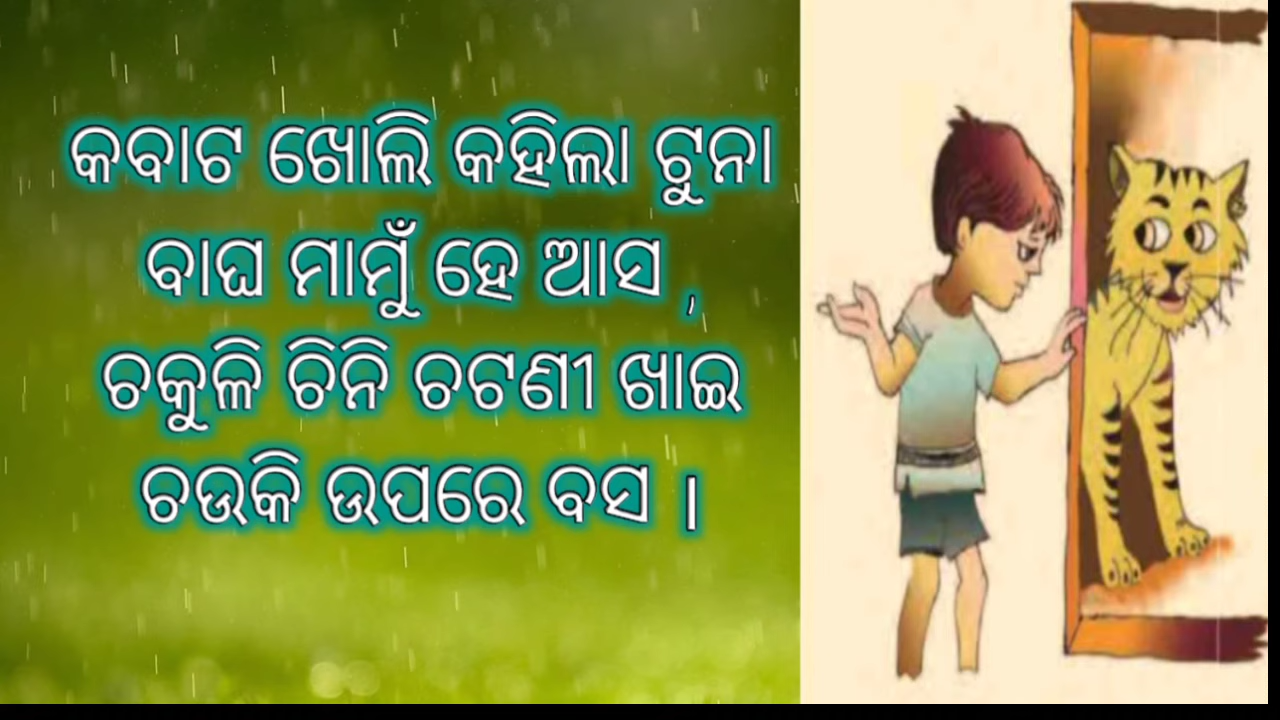 କବାଟ ଖୋଲି କହିଲା ଟୁନା
ବାଘ ମାମୁଁ ହେ ଆସ ,
ଚକୁଳି ଚିନି ଚଟଣୀ ଖାଇ
ଚଉକି ଉପରେ ବସ ।